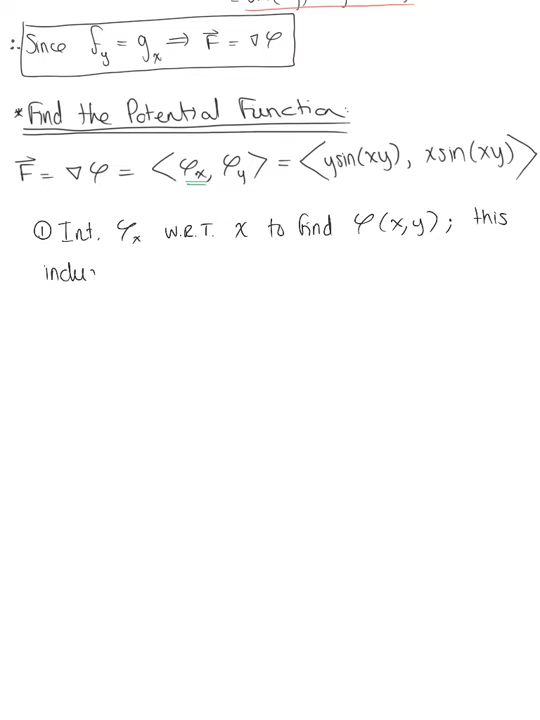 ∴ Since f_y = g_x ⇒ F⃗ = ∇φ
* Find the Potential Function:
F⃗ = ∇φ = ⟨φ_x, φ_y⟩ = ⟨ysin(xy), xsin(xy)⟩
① Int. φ_x W.R.T. x to find φ(x,y); this
inclu